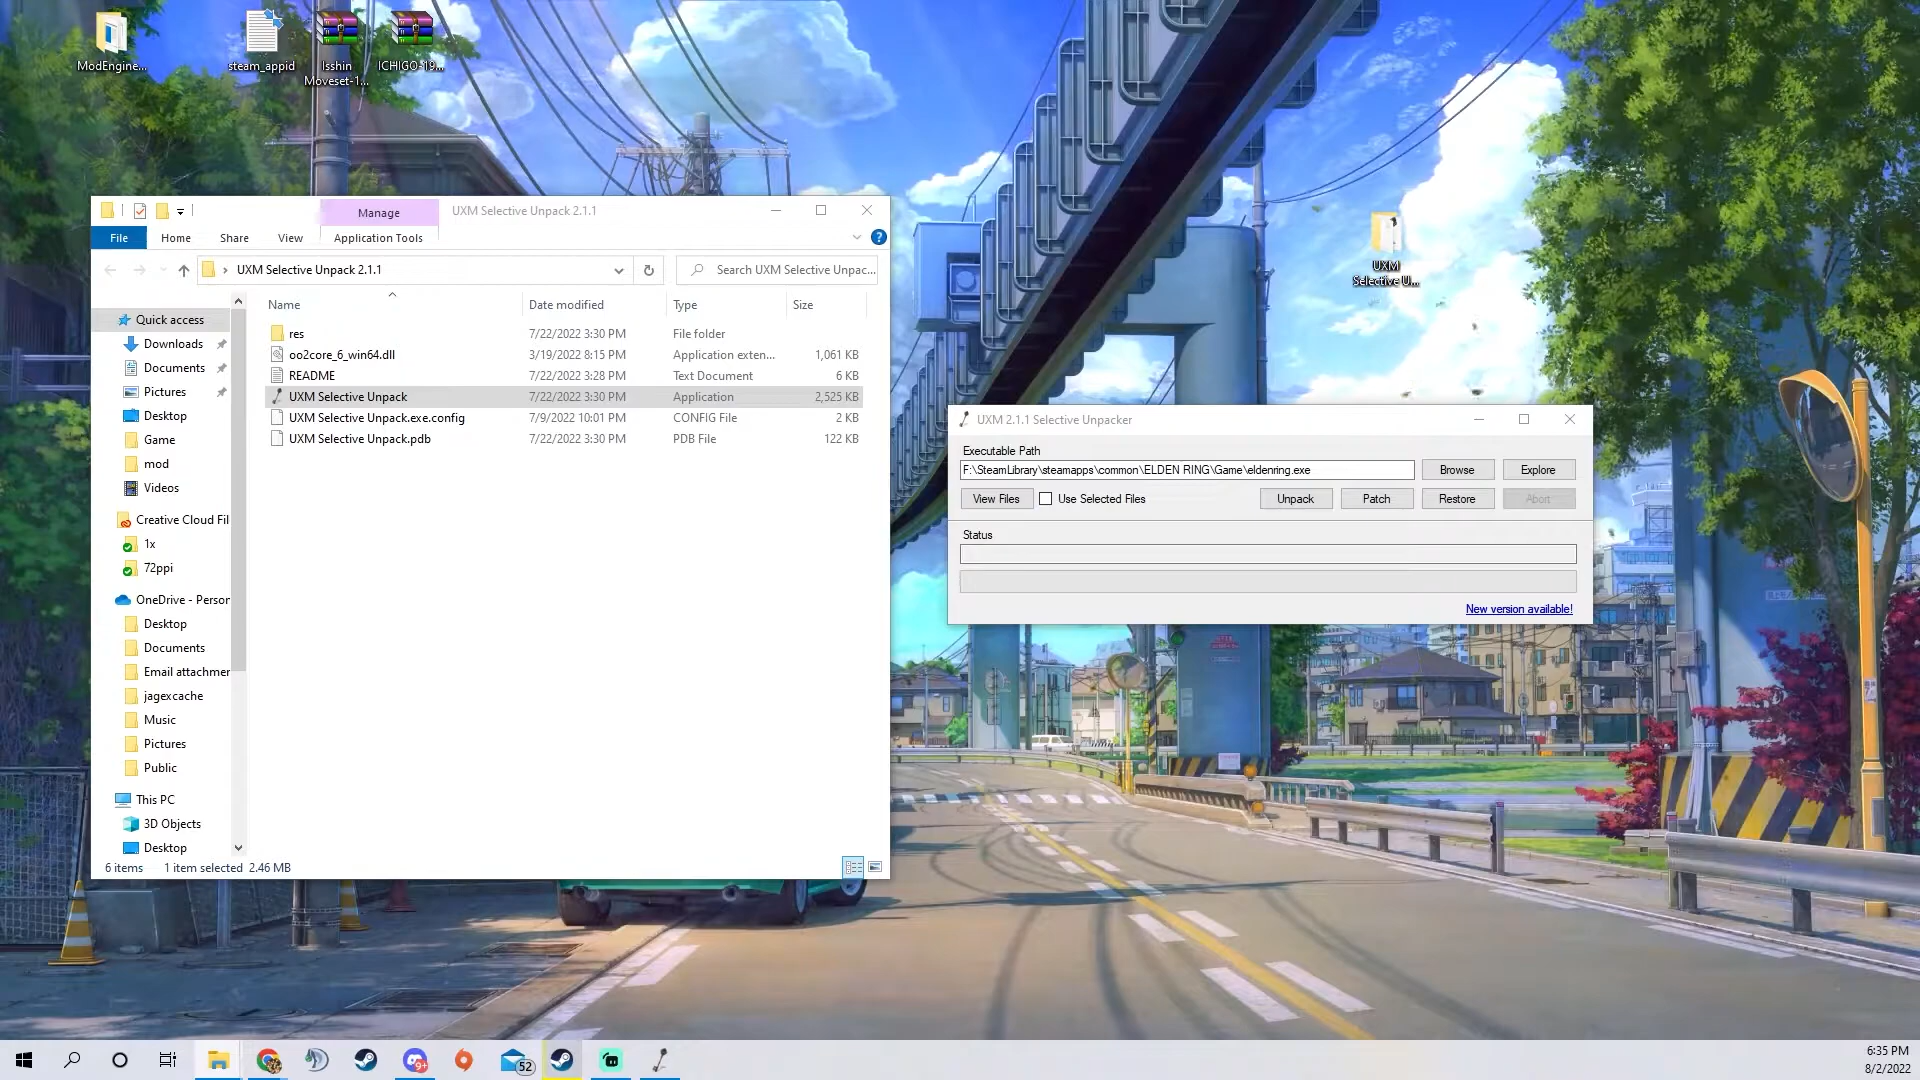 ModEngine...
steam_appid
Isshin
Moveset-1...
ICHIGO-19...
UXM
Selective U...
Manage
UXM Selective Unpack 2.1.1
File
Home
Share
View
Application Tools
UXM Selective Unpack 2.1.1
Search UXM Selective Unpac...
Name
Date modified
Type
Size
res
7/22/2022 3:30 PM
File folder
oo2core_6_win64.dll
3/19/2022 8:15 PM
Application exten...
1,061 KB
README
7/22/2022 3:28 PM
Text Document
6 KB
UXM Selective Unpack
7/22/2022 3:30 PM
Application
2,525 KB
UXM Selective Unpack.exe.config
7/9/2022 10:01 PM
CONFIG File
2 KB
UXM Selective Unpack.pdb
7/22/2022 3:30 PM
PDB File
122 KB
Quick access
Downloads
Documents
Pictures
Desktop
Game
mod
Videos
Creative Cloud Fil
1x
72ppi
OneDrive - Person
Desktop
Documents
Email attachmen
jagexcache
Music
Pictures
Public
This PC
3D Objects
Desktop
6 items
1 item selected 2.46 MB
UXM 2.1.1 Selective Unpacker
Executable Path
F:\SteamLibrary\steamapps\common\ELDEN RING\Game\eldenring.exe
Browse
Explore
View Files
Use Selected Files
Unpack
Patch
Restore
Abort
Status
New version available!
9+
52
6:35 PM
8/2/2022